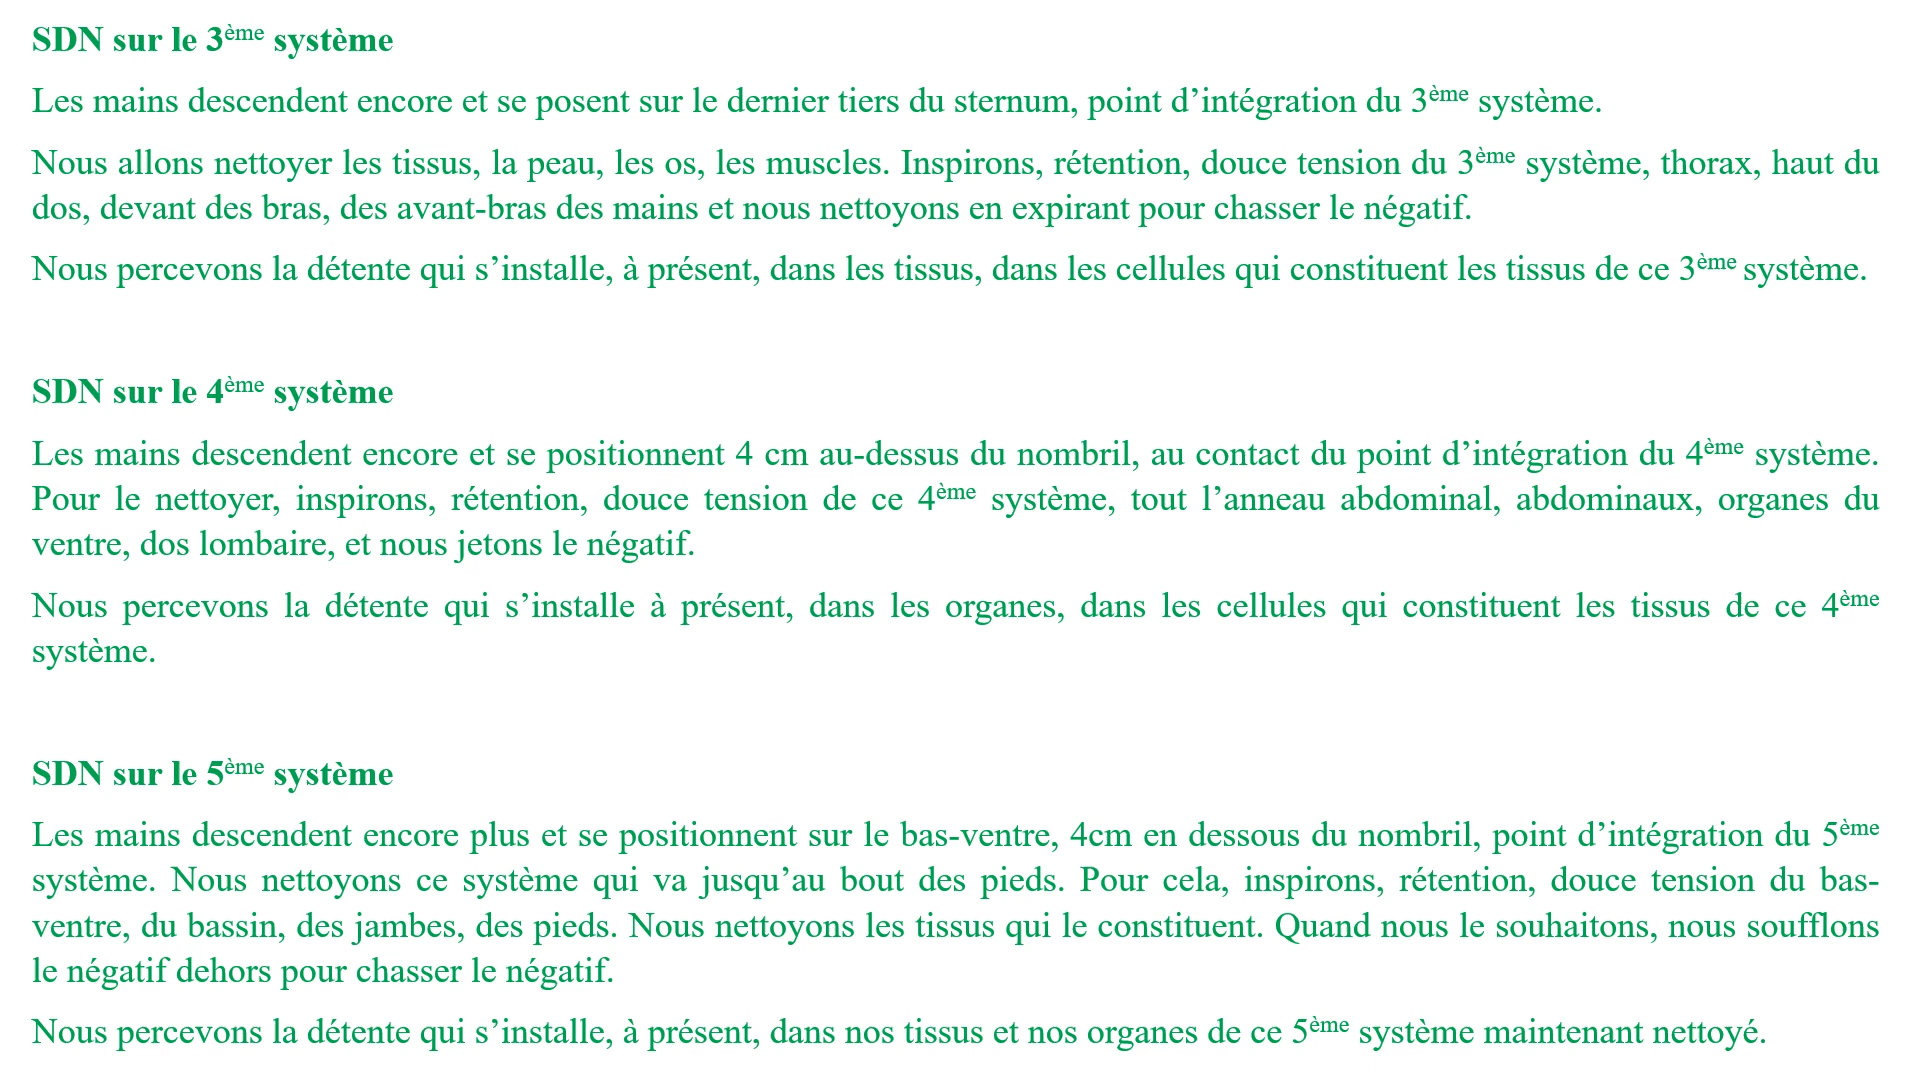 SDN sur le 3ème système
Les mains descendent encore et se posent sur le dernier tiers du sternum, point d’intégration du 3ème système.
Nous allons nettoyer les tissus, la peau, les os, les muscles. Inspirons, rétention, douce tension du 3ème système, thorax, haut du
dos, devant des bras, des avant-bras des mains et nous nettoyons en expirant pour chasser le négatif.
Nous percevons la détente qui s’installe, à présent, dans les tissus, dans les cellules qui constituent les tissus de ce 3ème système.
SDN sur le 4ème système
Les mains descendent encore et se positionnent 4 cm au-dessus du nombril, au contact du point d’intégration du 4ème système.
Pour le nettoyer, inspirons, rétention, douce tension de ce 4ème système, tout l’anneau abdominal, abdominaux, organes du
ventre, dos lombaire, et nous jetons le négatif.
Nous percevons la détente qui s’installe à présent, dans les organes, dans les cellules qui constituent les tissus de ce 4ème
système.
SDN sur le 5ème système
Les mains descendent encore plus et se positionnent sur le bas-ventre, 4cm en dessous du nombril, point d’intégration du 5ème
système. Nous nettoyons ce système qui va jusqu’au bout des pieds. Pour cela, inspirons, rétention, douce tension du bas-
ventre, du bassin, des jambes, des pieds. Nous nettoyons les tissus qui le constituent. Quand nous le souhaitons, nous soufflons
le négatif dehors pour chasser le négatif.
Nous percevons la détente qui s’installe, à présent, dans nos tissus et nos organes de ce 5ème système maintenant nettoyé.